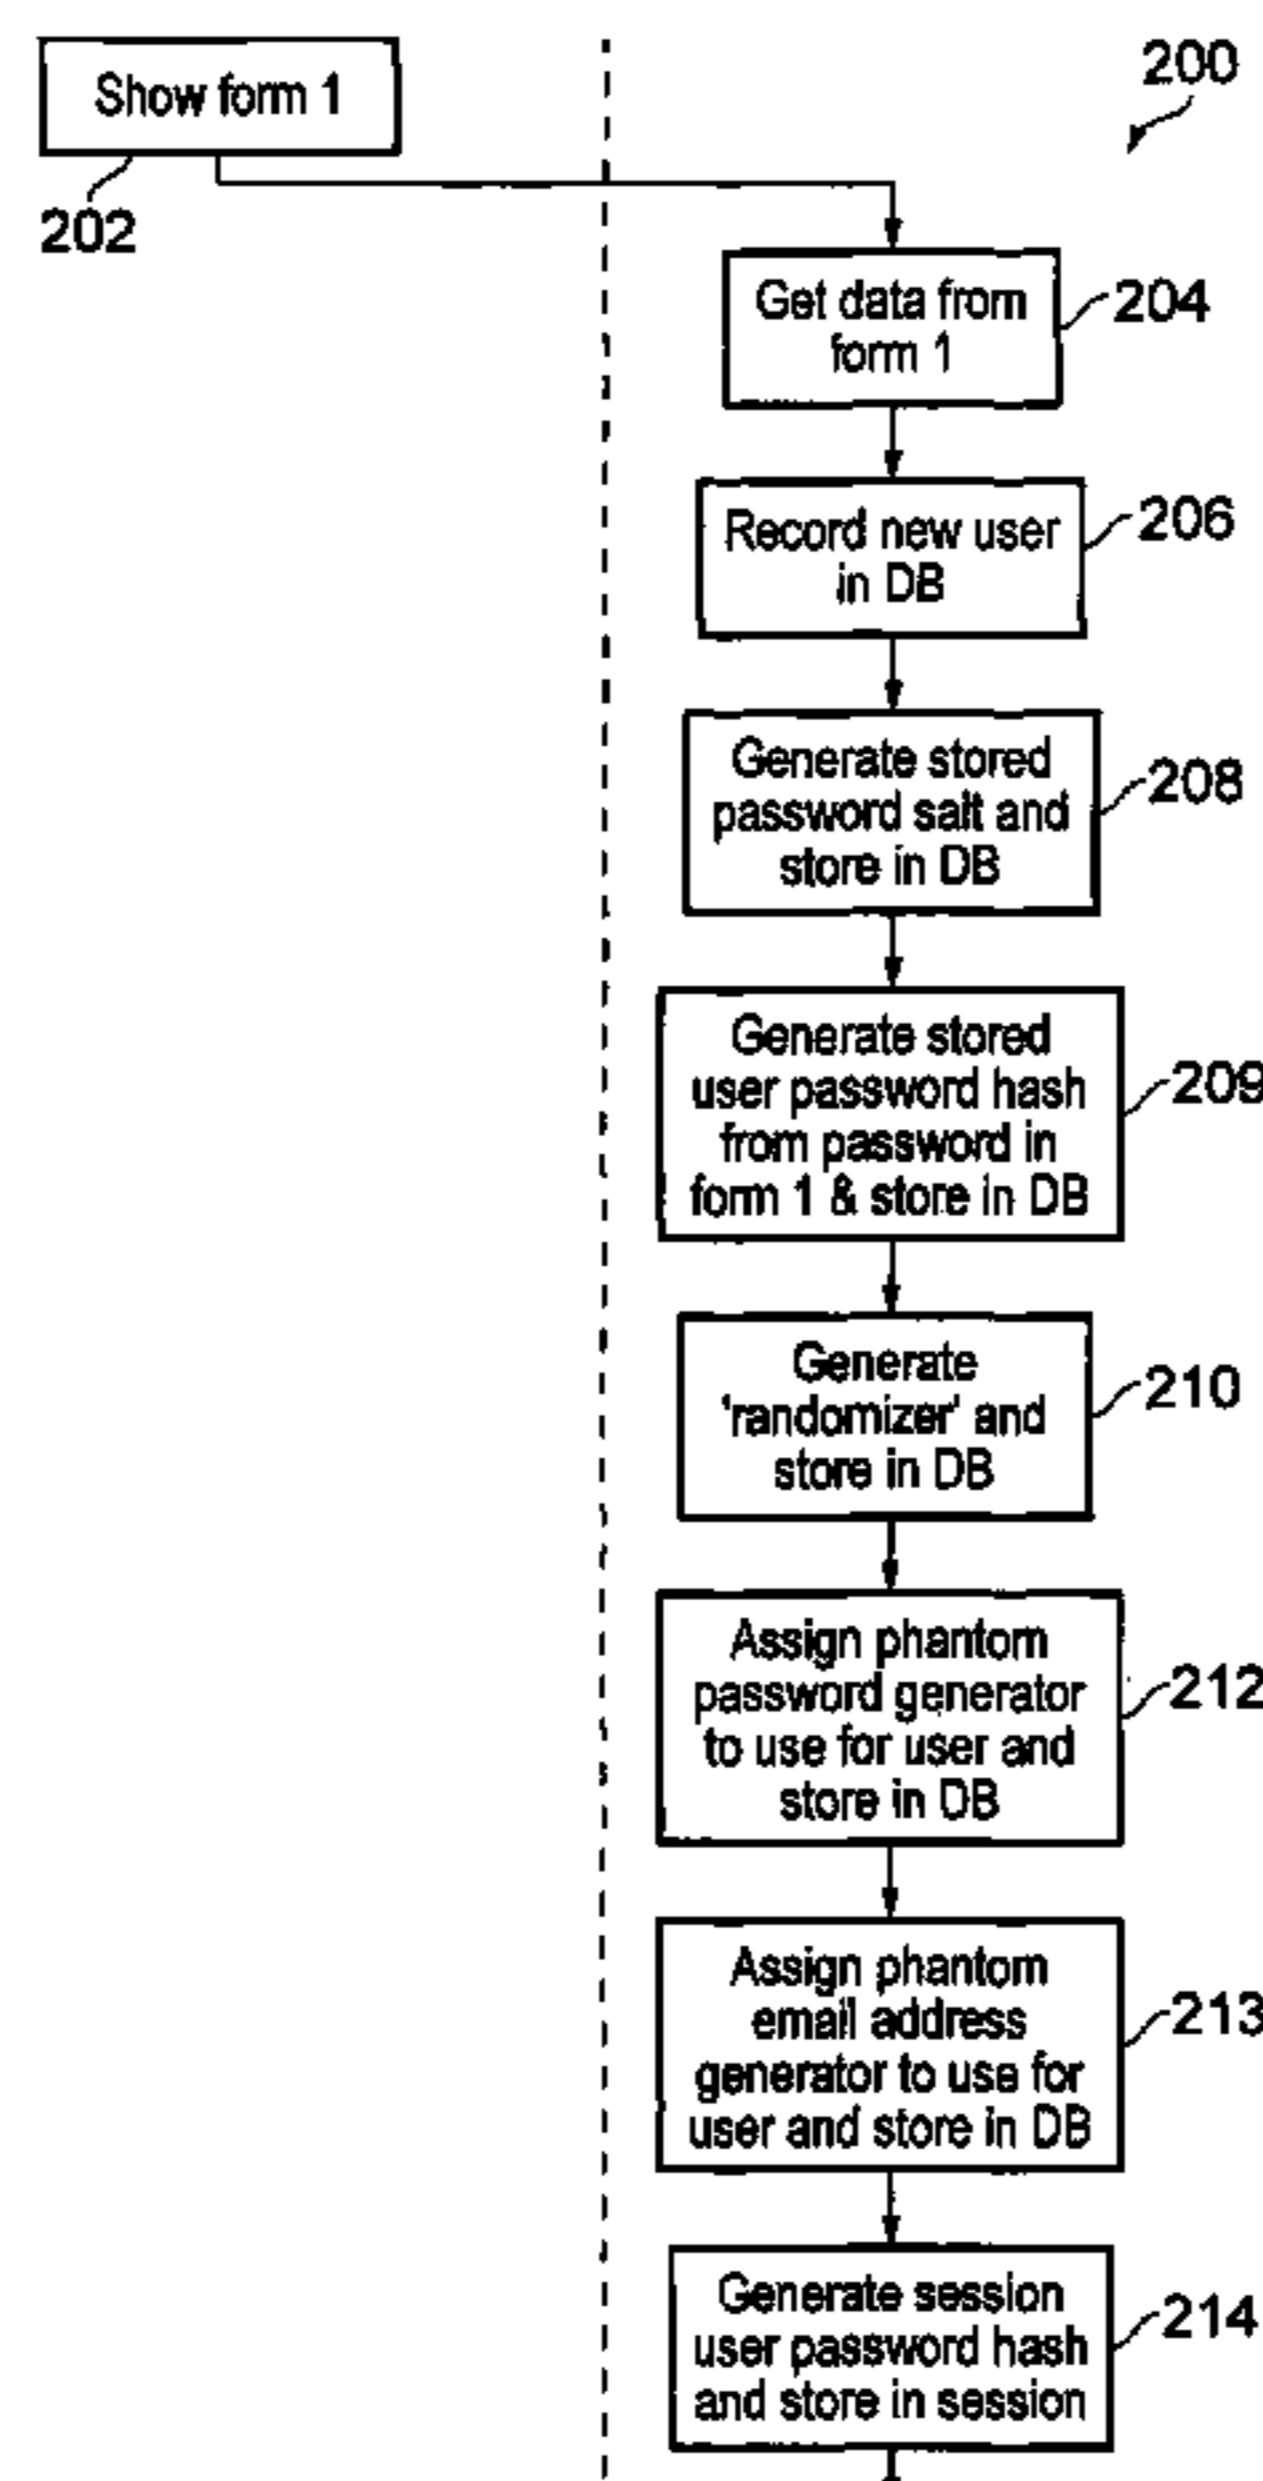 Show form 1
200
202
Get data from
form 1
204
Record new user
in DB
206
Generate stored
password salt and
store in DB
208
Generate stored
user password hash
from password in
form 1 & store in DB
209
Generate
'randomizer' and
store in DB
210
Assign phantom
password generator
to use for user and
store in DB
212
Assign phantom
email address
generator to use for
user and store in DB
213
Generate session
user password hash
and store in session
214